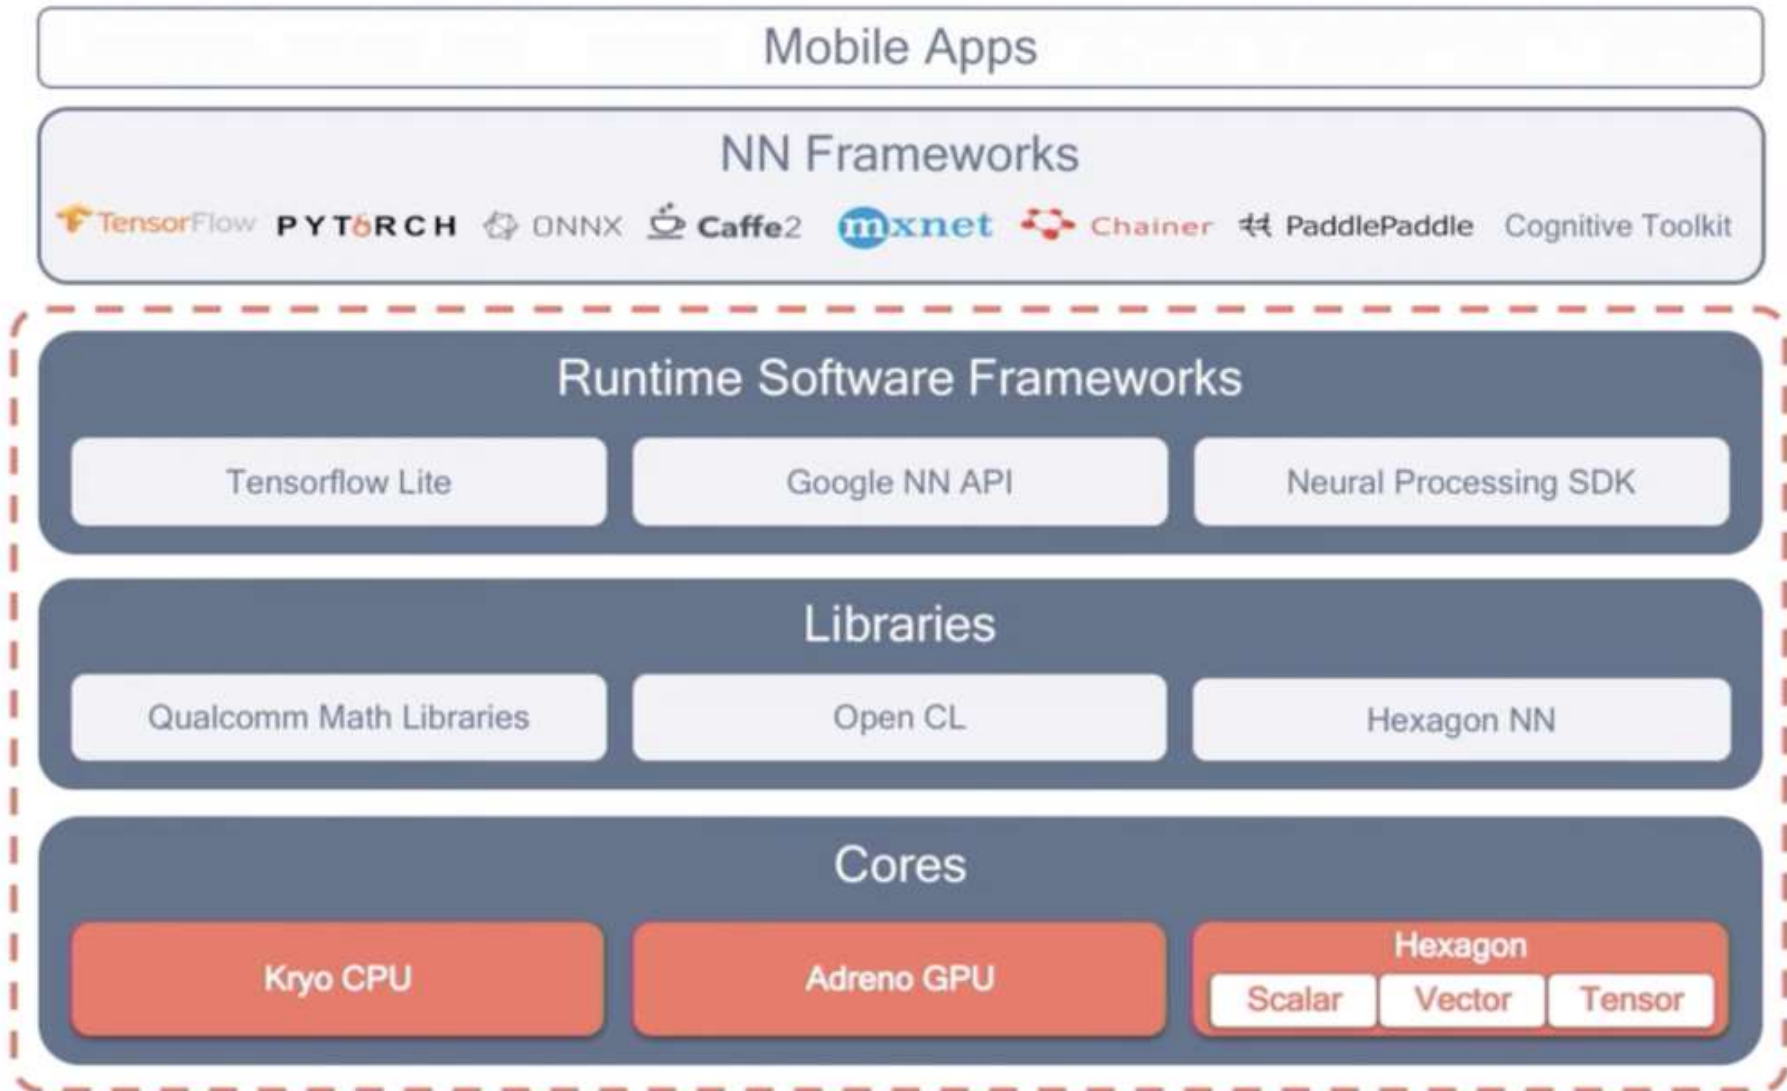 Mobile Apps
NN Frameworks
TensorFlow PYTORCH ONNX Caffe2 mxnet Chainer PaddlePaddle Cognitive Toolkit
Runtime Software Frameworks
Tensorflow Lite Google NN API Neural Processing SDK
Libraries
Qualcomm Math Libraries Open CL Hexagon NN
Cores
Kryo CPU Adreno GPU Hexagon
Scalar Vector Tensor